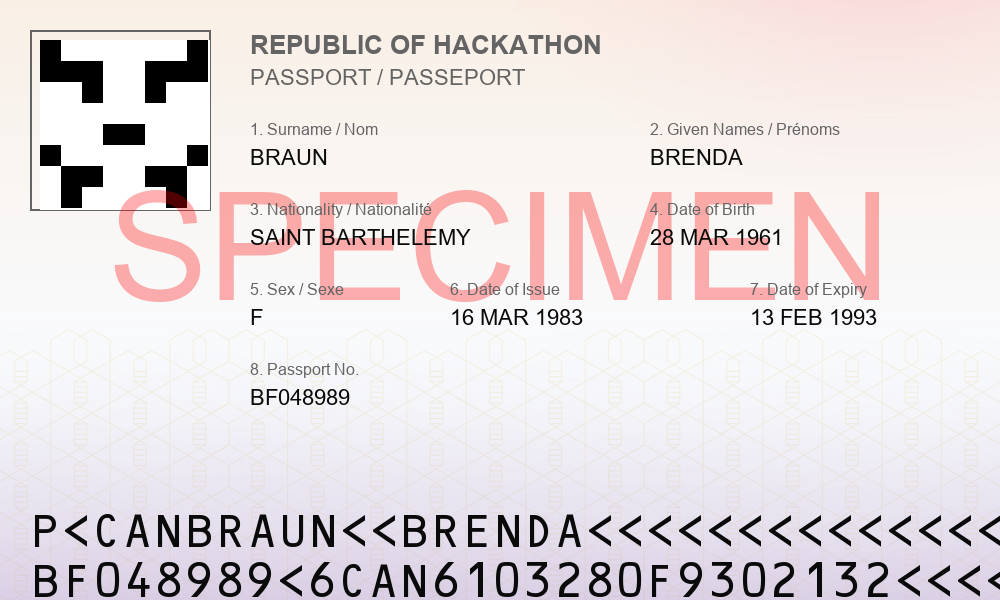 REPUBLIC OF HACKATHON
PASSPORT / PASSEPORT
1. Surname / Nom
2. Given Names / Prénoms
BRAUN
BRENDA
SPECIMEN
3. Nationality / Nationalité
4. Date of Birth
SAINT BARTHELEMY
28 MAR 1961
5. Sex / Sexe
6. Date of Issue
7. Date of Expiry
F
16 MAR 1983
13 FEB 1993
8. Passport No.
BF048989
P<CANBRAUN<<BRENDA<<<<<<<<<<<<<<
BF048989<6CAN6103280F9302132<<<<